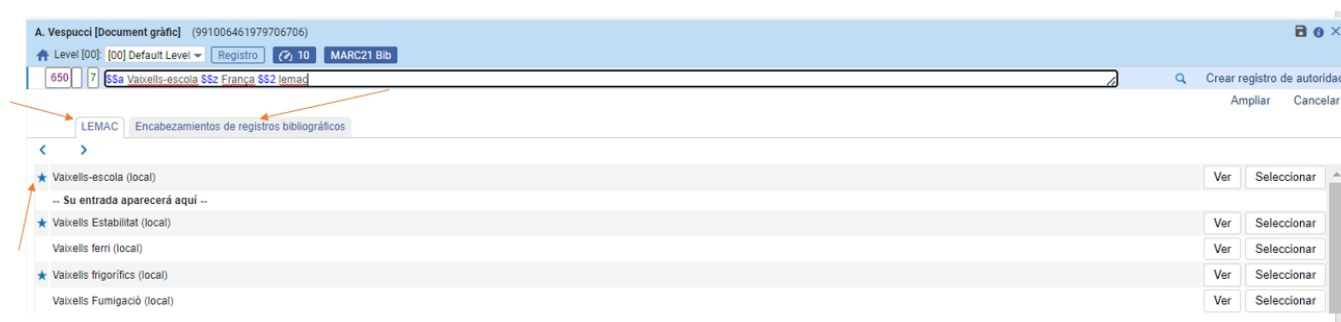 A. Vespucci [Document gràfic] (991006461979706706)
Level [00]: [00] Default Level Registro 10 MARC21 Bib
650 7 $$a Vaixells-escola $$z França $$2 lemac Crear registro de autoridad
Ampliar Cancelar
LEMAC Encabezamientos de registros bibliográficos
Vaixells-escola (local) Ver Seleccionar
-- Su entrada aparecerá aquí --
Vaixells Estabilitat (local) Ver Seleccionar
Vaixells ferri (local) Ver Seleccionar
Vaixells frigorífics (local) Ver Seleccionar
Vaixells Fumigació (local) Ver Seleccionar